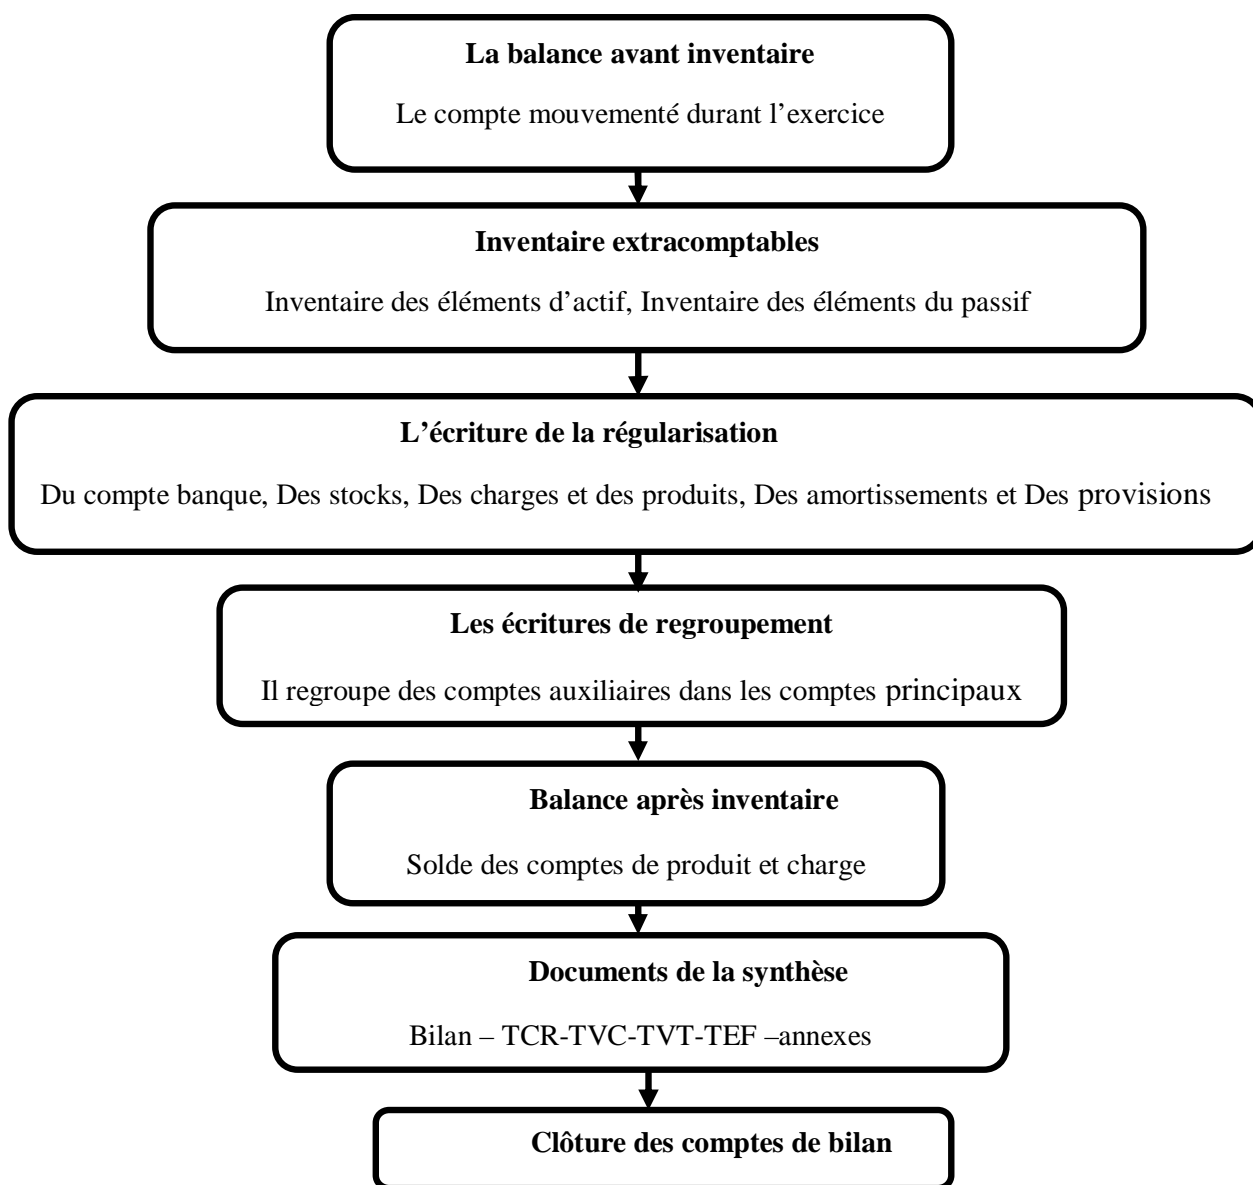 La balance avant inventaire
Le compte mouvementé durant l’exercice
Inventaire extracomptables
Inventaire des éléments d’actif, Inventaire des éléments du passif
L’écriture de la régularisation
Du compte banque, Des stocks, Des charges et des produits, Des amortissements et Des provisions
Les écritures de regroupement
Il regroupe des comptes auxiliaires dans les comptes principaux
Balance après inventaire
Solde des comptes de produit et charge
Documents de la synthèse
Bilan – TCR-TVC-TVT-TEF –annexes
Clôture des comptes de bilan